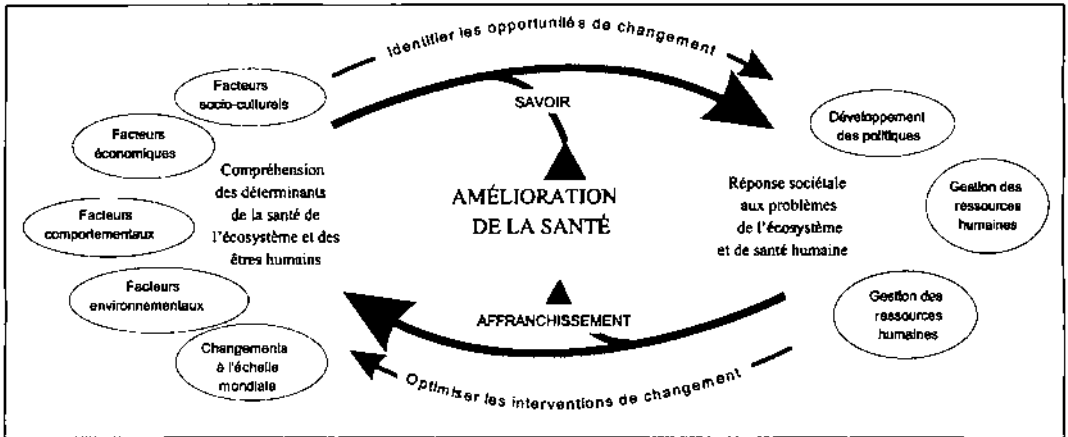 Identifier les opportunités de changement
Facteurs
socio-culturels
Facteurs
économiques
Compréhension
des déterminants
de la santé de
l'écosystème et des
êtres humains
Facteurs
comportementaux
Facteurs
environnementaux
Changements
à l'échelle
mondiale
SAVOIR
AMÉLIORATION
DE LA SANTÉ
AFFRANCHISSEMENT
Réponse sociétale
aux problèmes
de l'écosystème
et de santé humaine
Développement
des politiques
Gestion des
ressources
humaines
Gestion des
ressources
humaines
Optimiser les interventions de changement